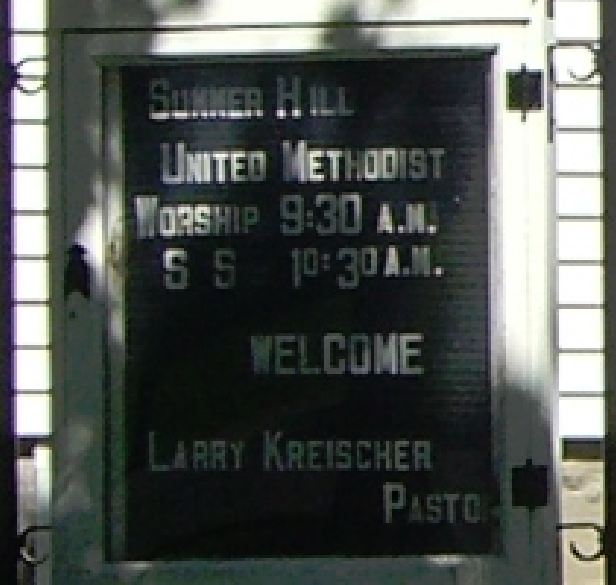 SUMMER HILL
UNITED METHODIST
WORSHIP 9:30 A.M.
S S 10:30 A.M.
WELCOME
LARRY KREISCHER
PASTO